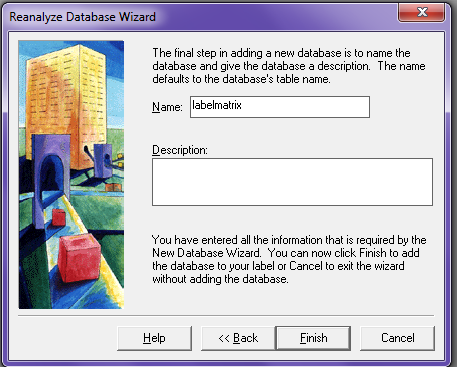 Reanalyze Database Wizard
The final step in adding a new database is to name the
database and give the database a description. The name
defaults to the database's table name.
Name: labelmatrix
Description:
You have entered all the information that is required by the
New Database Wizard. You can now click Finish to add
the database to your label or Cancel to exit the wizard
without adding the database.
Help << Back Finish Cancel